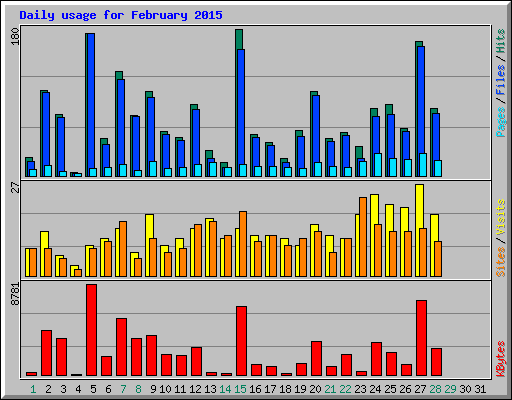 Daily usage for February 2015
180
Pages / Files / Hits
27
Sites / Visits
8781
KBytes
1 2 3 4 5 6 7 8 9 10 11 12 13 14 15 16 17 18 19 20 21 22 23 24 25 26 27 28 29 30 31